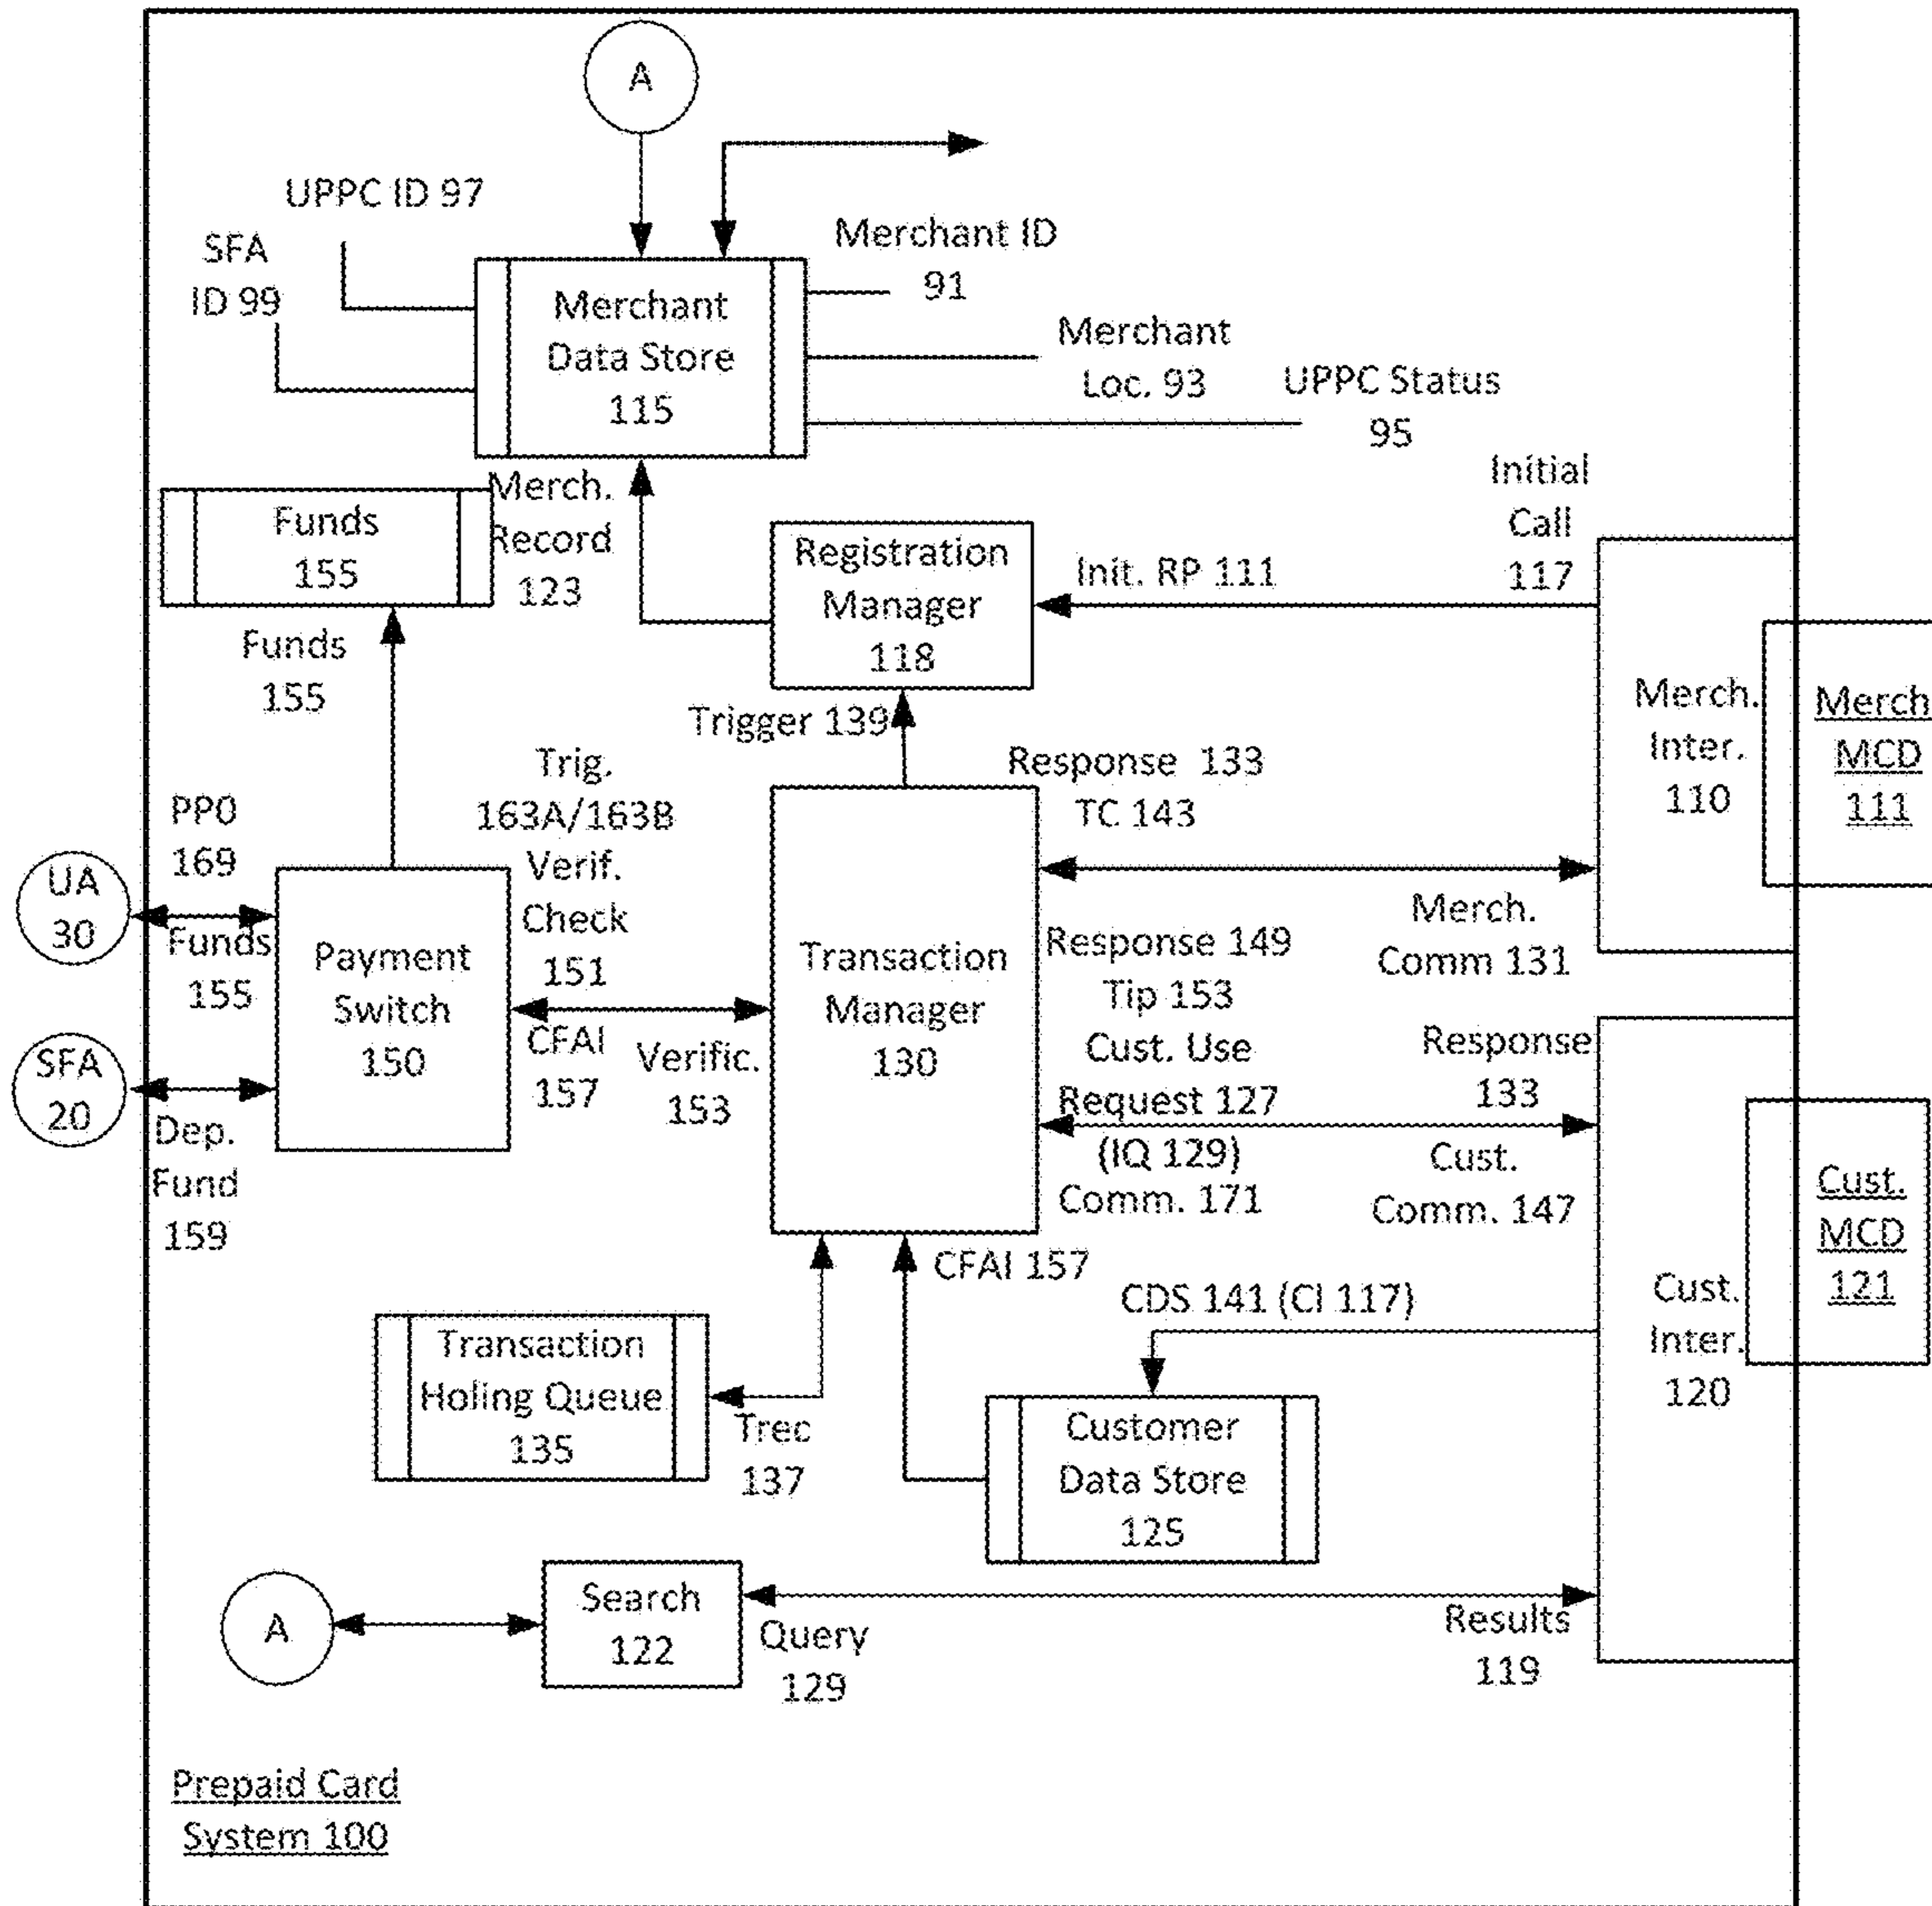 A
UPPC ID 97
SFA
ID 99
Merchant ID
91
Merchant
Data Store
115
Merchant
Loc. 93
UPPC Status
95
Initial
Call
117
Funds
155
Merch.
Record
123
Registration
Manager
118
Init. RP 111
Funds
155
Trigger 139
Merch.
Inter.
110
Merch
MCD
111
PP0
169
Trig.
163A/163B
Verif.
Check
151
Response 133
TC 143
UA
30
Funds
155
Payment
Switch
150
Transaction
Manager
130
Merch.
Comm 131
Response 149
Tip 153
Cust. Use
Request 127
(IQ 129)
Comm. 171
SFA
20
Dep.
Fund
159
CFAI
157
Verific.
153
Response
133
Cust.
Comm. 147
Cust.
MCD
121
CFAI 157
CDS 141 (CI 117)
Cust.
Inter.
120
Transaction
Holing Queue
135
Trec
137
Customer
Data Store
125
A
Search
122
Query
129
Results
119
Prepaid Card
System 100